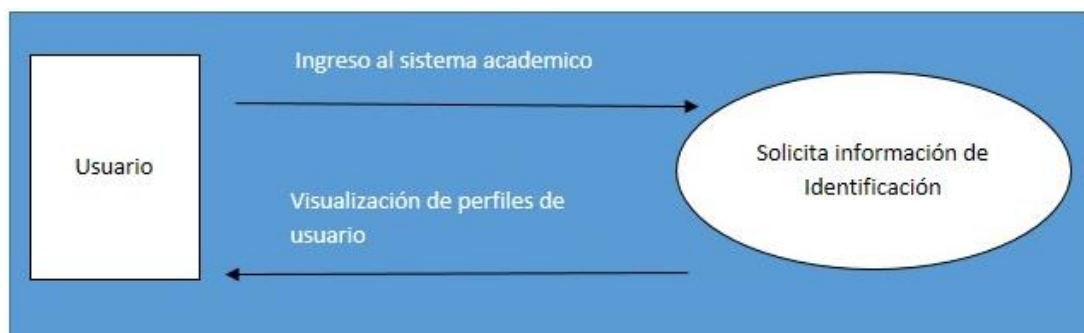 Ingreso al sistema academico
Usuario
Solicita información de
Identificación
Visualización de perfiles de
usuario